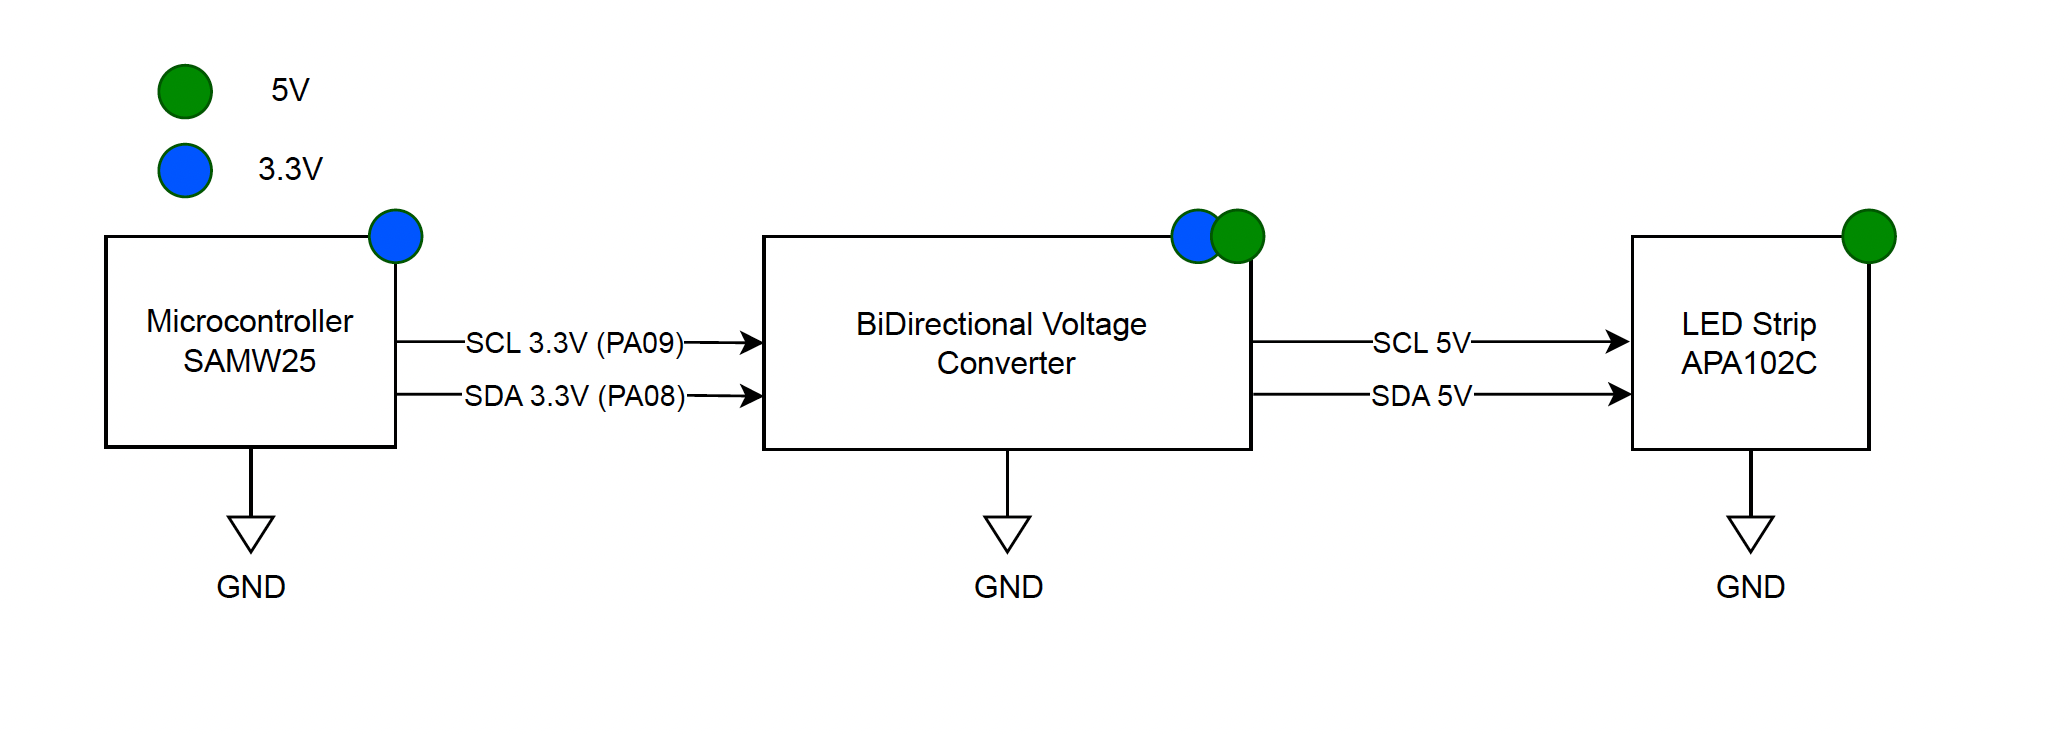 5V
3.3V
Microcontroller
SAMW25
SCL 3.3V (PA09)
SDA 3.3V (PA08)
BiDirectional Voltage
Converter
SCL 5V
SDA 5V
LED Strip
APA102C
GND
GND
GND